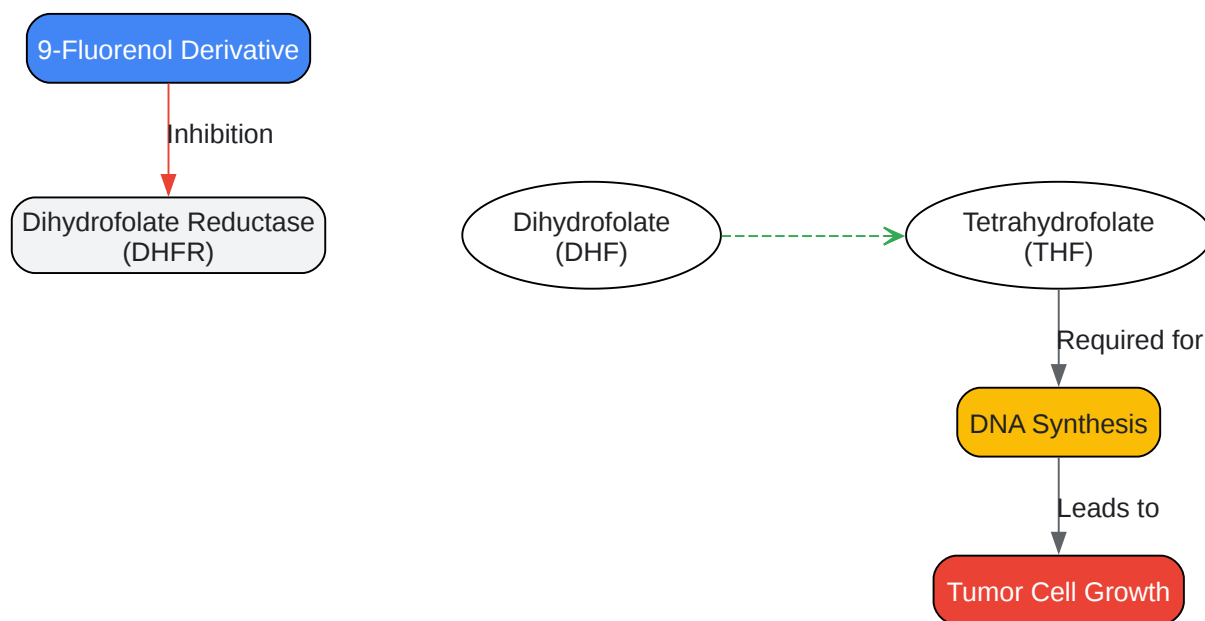 9-Fluorenol Derivative
Inhibition
Dihydrofolate Reductase
(DHFR)
Dihydrofolate
(DHF)
Tetrahydrofolate
(THF)
Required for
DNA Synthesis
Leads to
Tumor Cell Growth